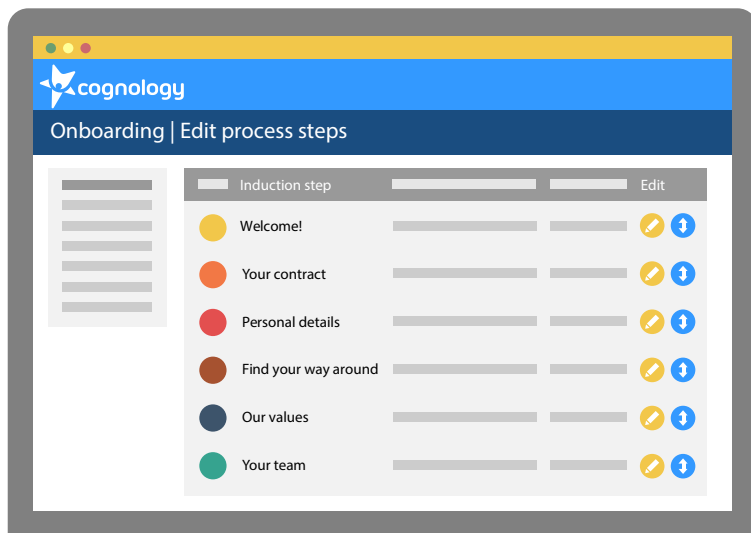 cognology
Onboarding | Edit process steps
Induction step Edit
Welcome!
Your contract
Personal details
Find your way around
Our values
Your team